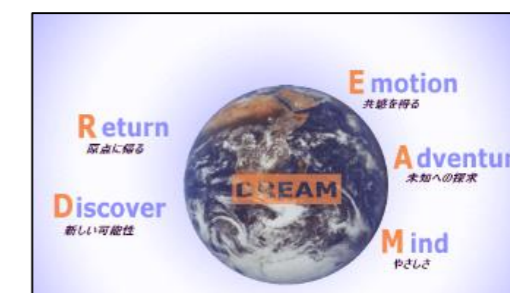 Emotion
共感を得る
Return
原点に帰る
Adventur
未知への探求
DREAM
Discover
新しい可能性
Mind
やさしさ